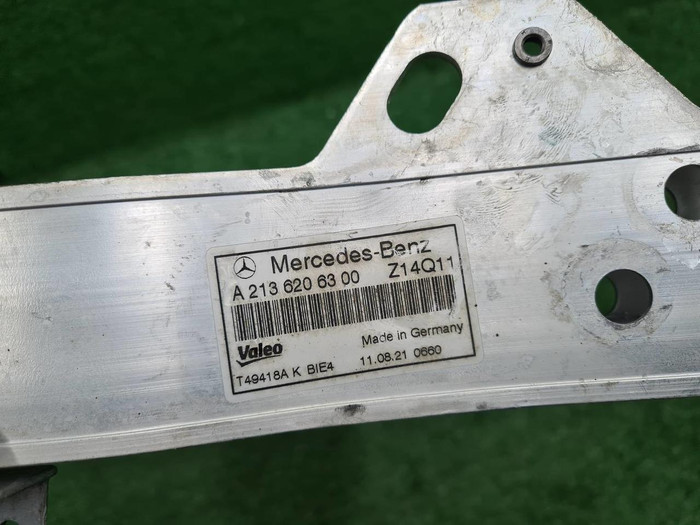 Mercedes-Benz
A 213 620 63 00 Z14Q11
Valeo Made in Germany
T49418A K BIE4 11.08.21 0660